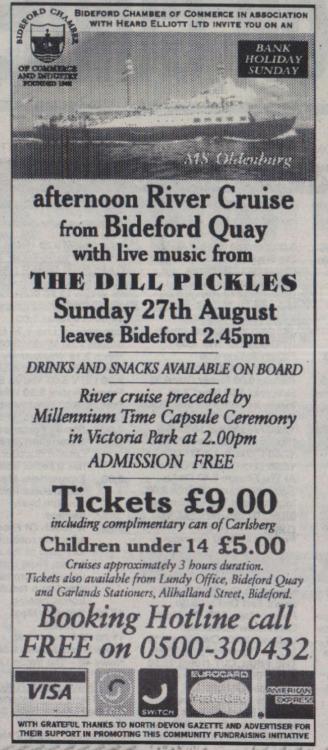 BIDEFORD CHAMBER
OF COMMERCE
AND INDUSTRY
BIDEFORD CHAMBER OF COMMERCE IN ASSOCIATION
WITH HEARD ELLIOTT LTD INVITE YOU ON AN
BANK
HOLIDAY
SUNDAY
MS Oldenburg
afternoon River Cruise
from Bideford Quay
with live music from
THE DILL PICKLES
Sunday 27th August
leaves Bideford 2.45pm
DRINKS AND SNACKS AVAILABLE ON BOARD
River cruise preceded by
Millennium Time Capsule Ceremony
in Victoria Park at 2.00pm
ADMISSION FREE
Tickets £9.00
including complimentary can of Carlsberg
Children under 14 £5.00
Cruises approximately 3 hours duration.
Tickets also available from Lundy Office, Bideford Quay
and Garlands Stationers, Allhalland Street, Bideford.
Booking Hotline call
FREE on 0500-300432
VISA
SWITCH
EUROCARD
AMERICAN
EXPRESS
WITH GRATEFUL THANKS TO NORTH DEVON GAZETTE AND ADVERTISER FOR
THEIR SUPPORT IN PROMOTING THIS COMMUNITY FUNDRAISING INITIATIVE